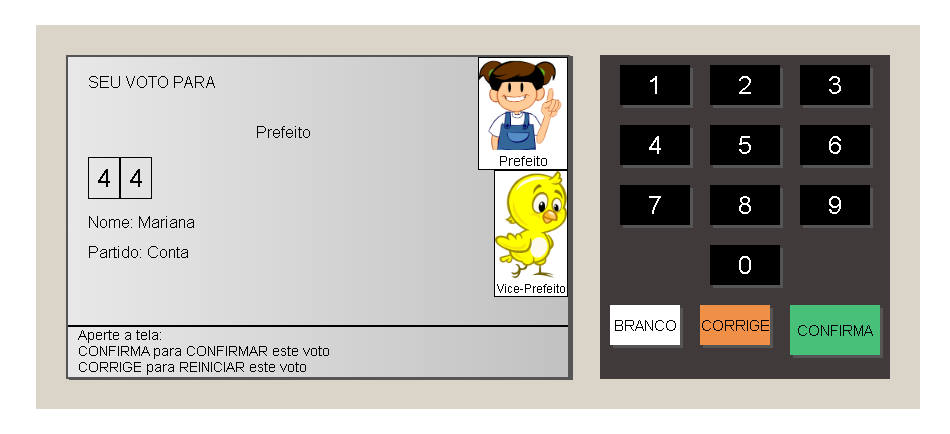 SEU VOTO PARA
Prefeito
4 4
Nome: Mariana
Partido: Conta
Prefeito
Vice-Prefeito
Aperte a tela:
CONFIRMA para CONFIRMAR este voto
CORRIGE para REINICIAR este voto
1 2 3
4 5 6
7 8 9
0
BRANCO CORRIGE CONFIRMA